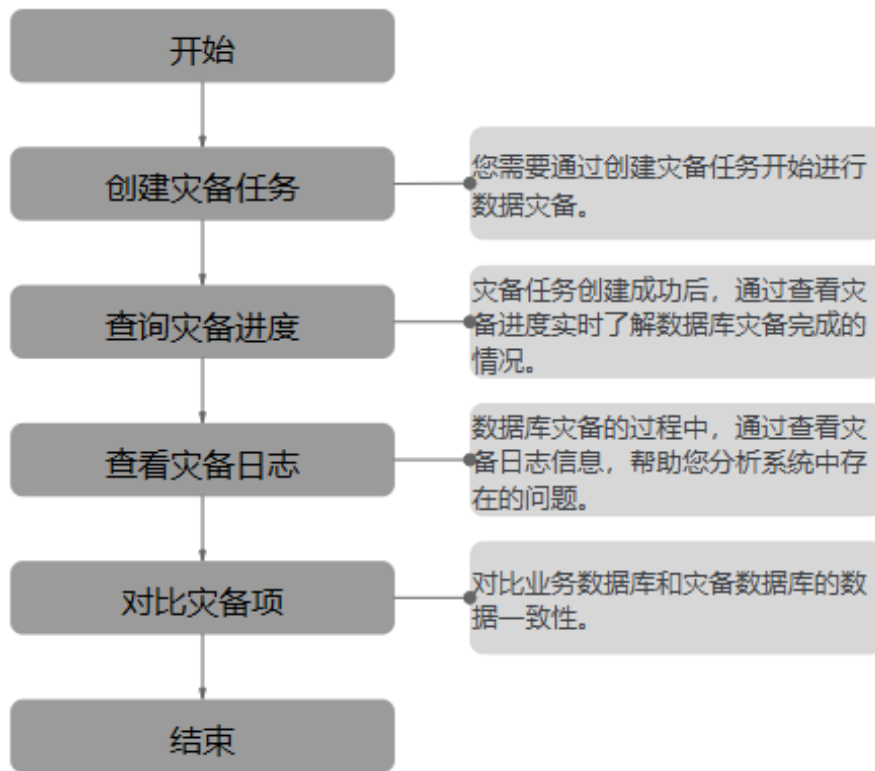 开始
创建灾备任务
您需要通过创建灾备任务开始进行
数据灾备。
查询灾备进度
灾备任务创建成功后，通过查看灾
备进度实时了解数据库灾备完成的
情况。
查看灾备日志
数据库灾备的过程中，通过查看灾
备日志信息，帮助您分析系统中存
在的问题。
对比灾备项
对比业务数据库和灾备数据库的数
据一致性。
结束